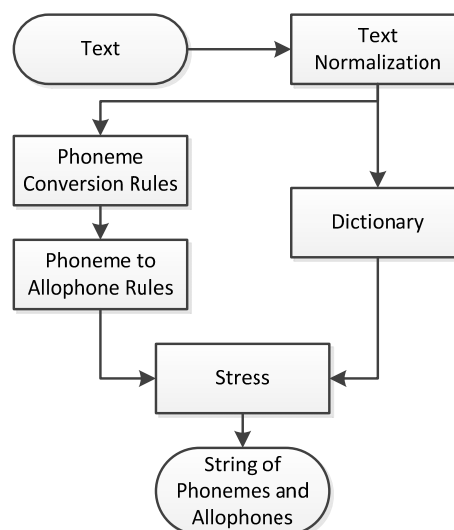 Text
Text
Normalization
Phoneme
Conversion Rules
Dictionary
Phoneme to
Allophone Rules
Stress
String of
Phonemes and
Allophones